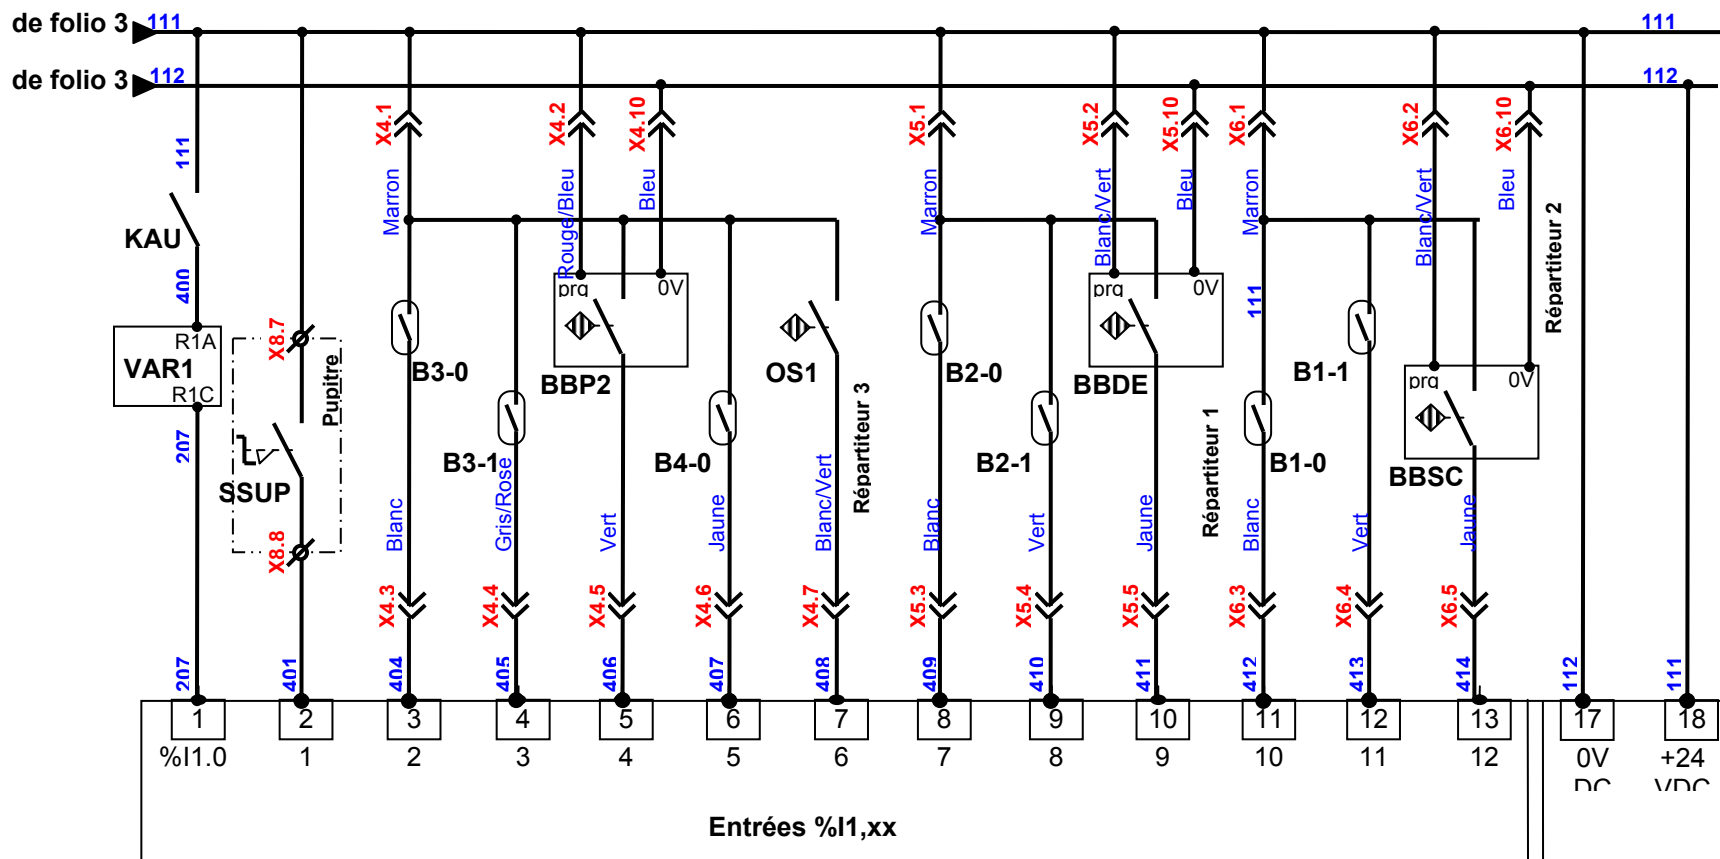 de folio 3 111 111
de folio 3 112 112
X4.1 X4.2 X4.10 X5.1 X5.2 X5.10 X6.1 X6.2 X6.10
111 Marron Rouge/Bleu Bleu Marron Blanc/Vert Bleu Marron Blanc/Vert Bleu
KAU
400
111
Répartiteur 2
prg 0V prg 0V
R1A
VAR1
R1C
X8.7
Pupitre
B3-0 BBP2 OS1 B2-0 BBDE B1-1
prg 0V
207
SSUP
B3-1 B4-0 B2-1 B1-0 BBSC
Répartiteur 3
Répartiteur 1
X8.8
Blanc Gris/Rose Vert Jaune Blanc/Vert Blanc Vert Jaune Blanc Vert Jaune
X4.3 X4.4 X4.5 X4.6 X4.7 X5.3 X5.4 X5.5 X6.3 X6.4 X6.5
207 401 404 405 406 407 408 409 410 411 412 413 414 112 111
1 2 3 4 5 6 7 8 9 10 11 12 13 17 18
%I1.0 1 2 3 4 5 6 7 8 9 10 11 12 0V +24
DC VDC
Entrées %I1,xx